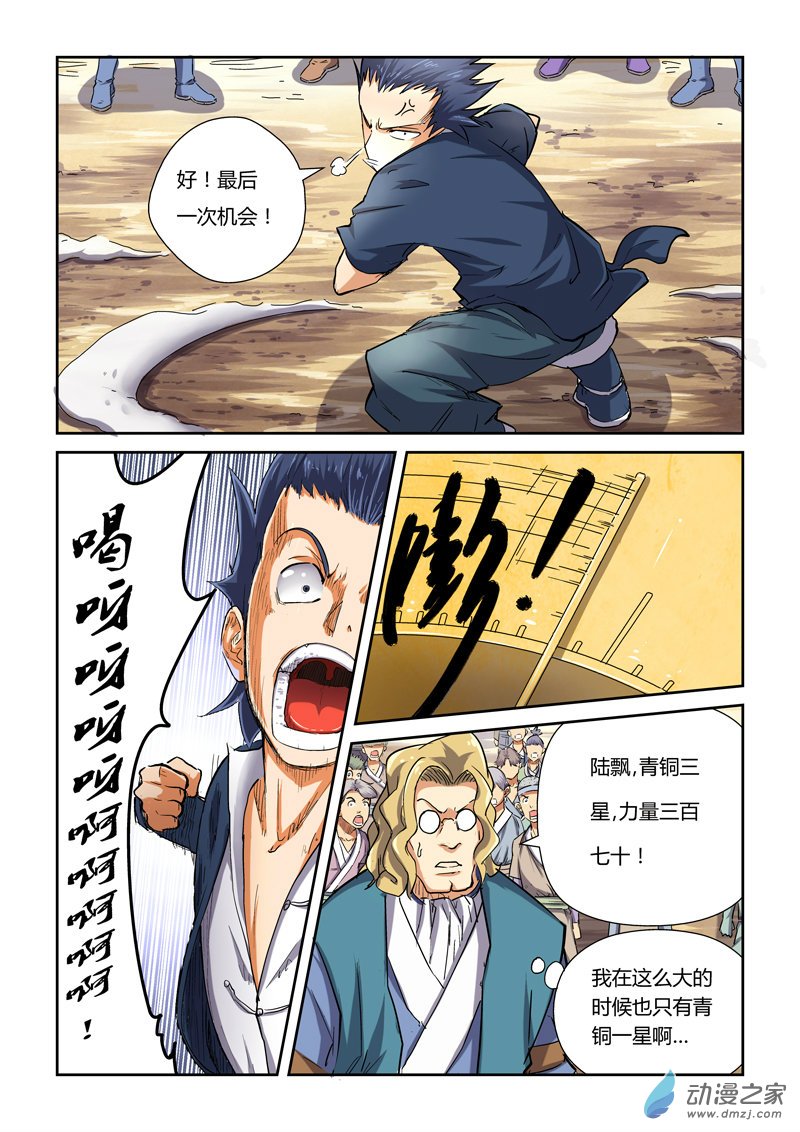 好！最后
一次机会！
喝呀呀呀呀啊啊啊啊啊！
嘭！
陆飘,青铜三
星,力量三百
七十！
我在这么大的
时候也只有青
铜一星啊...
动漫之家
www.dmzj.com